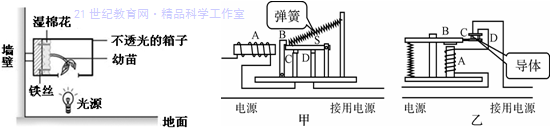 21世纪教育网·精品科学工作室
湿棉花
不透光的箱子
幼苗
墙壁
铁丝
光源
地面
弹簧
A B S
C D
电源 接用电源
甲
B C D
A
导体
电源 接用电源
乙